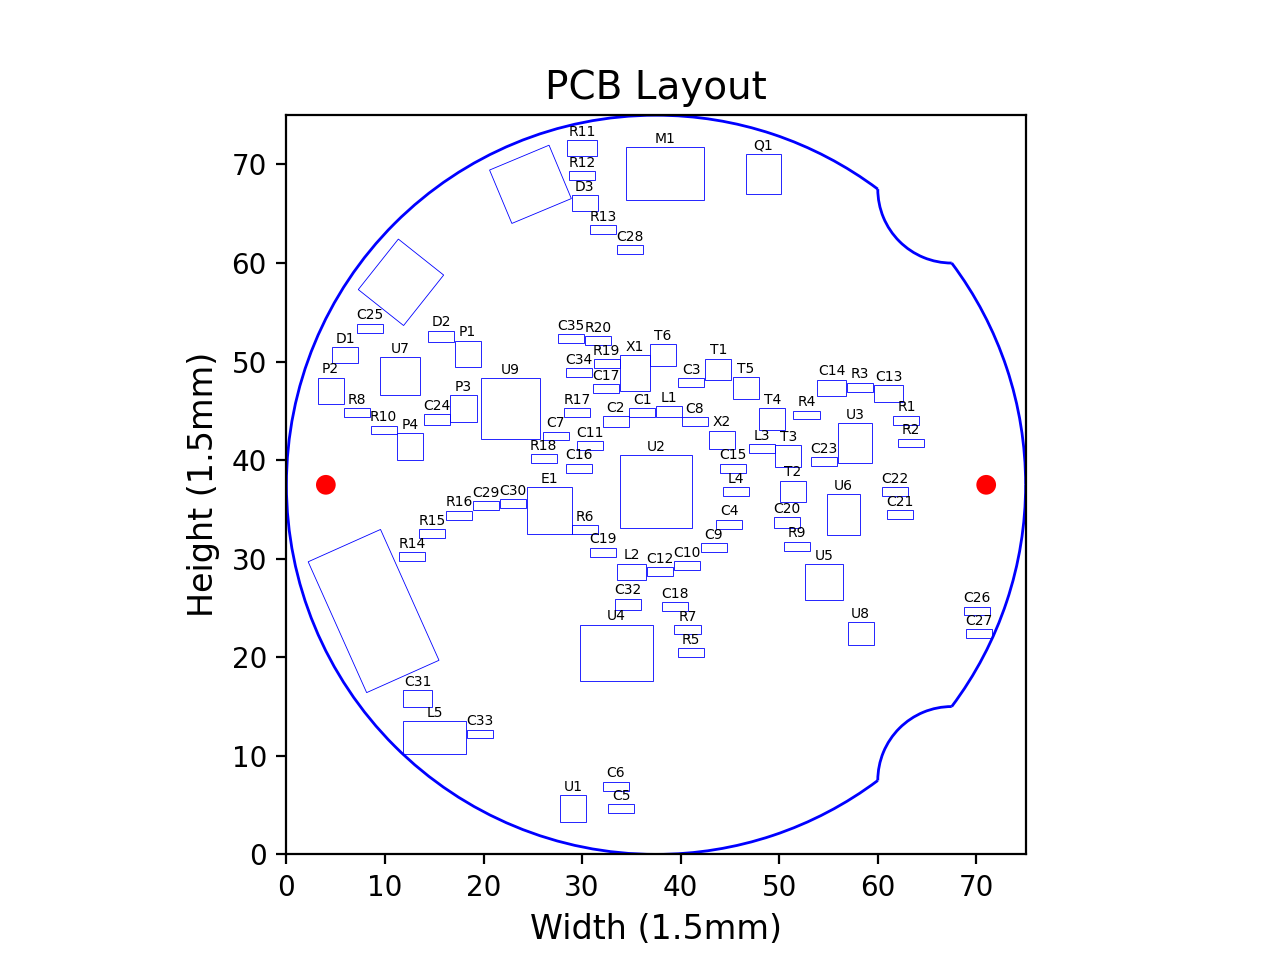 PCB Layout
R11
M1
Q1
R12
D3
R13
C28
C25
D2
C35 R20
T6
D1
U7
P1
R19
X1
T1
P2
U9
C34
C3
T5
C14 R3 C13
R8
C24
P3
R17
C17
C1
L1
T4
R4
R1
R10
P4
C2
C8
U3
R2
C7
C11
X2
L3
T3
R18
C16
U2
C15
C23
E1
L4
T2
U6
C22
R16 C29 C30
R15
R6
C4
C20
C21
R14
C19
C9
R9
L2
C12 C10
U5
C32
C18
C26
U4
R7
U8
C27
R5
C31
L5
C33
C6
U1
C5
70
60
50
40
30
20
10
0
0 10 20 30 40 50 60 70
Height (1.5mm)
Width (1.5mm)